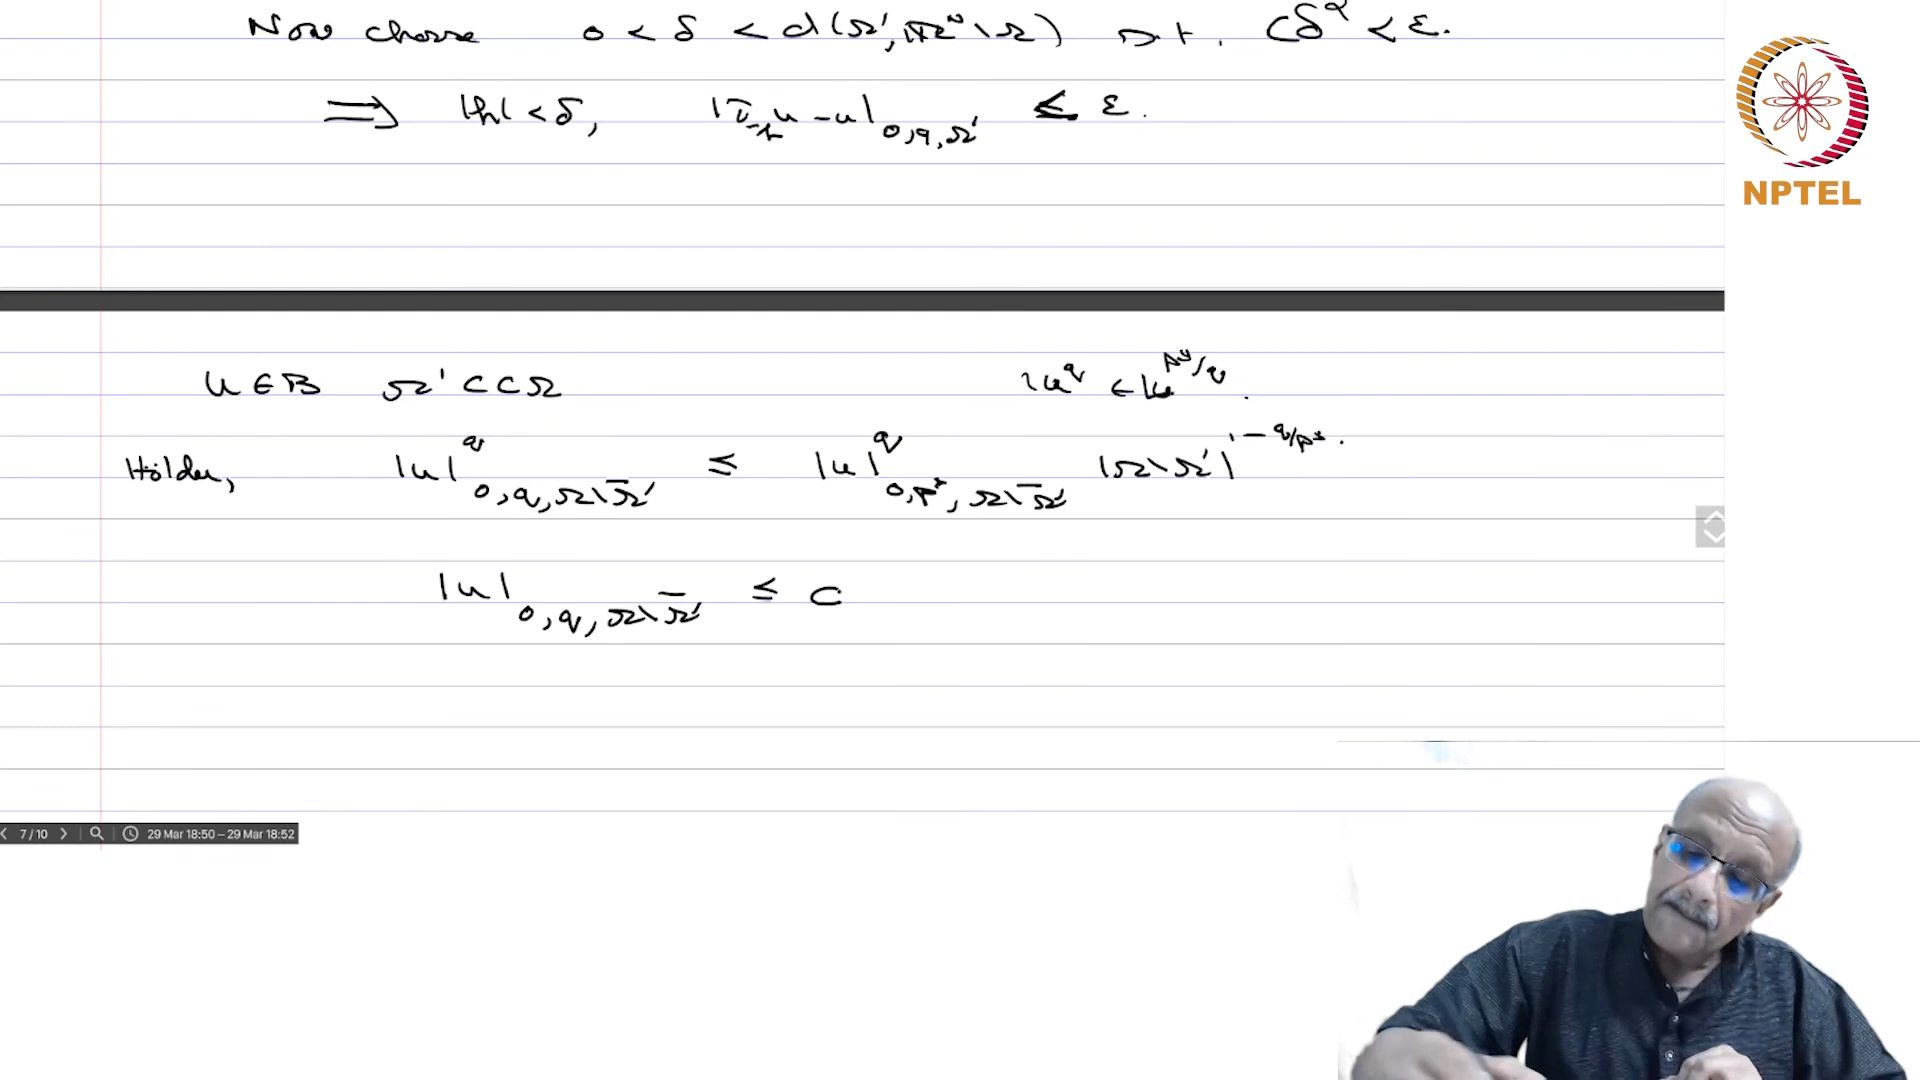 Now choose 0 < δ < d(Ω', ℝᴺ\Ω) s.t. Cδ^α < ε.
⟹ |h| < δ, |τ₋ₕu - u|_{0,q,Ω'} ≤ ε.
NPTEL
u ∈ B Ω' ⊂⊂ Ω |u|^q ∈ L^{p*/q}.
Hölder, |u|^q_{0,q,Ω\Ω̄'} ≤ |u|^q_{0,p*,Ω\Ω̄'} |Ω\Ω'|^{1-q/p*}.
|u|_{0,q,Ω\Ω̄'} ≤ C
7/10 29 Mar 18:50 – 29 Mar 18:52